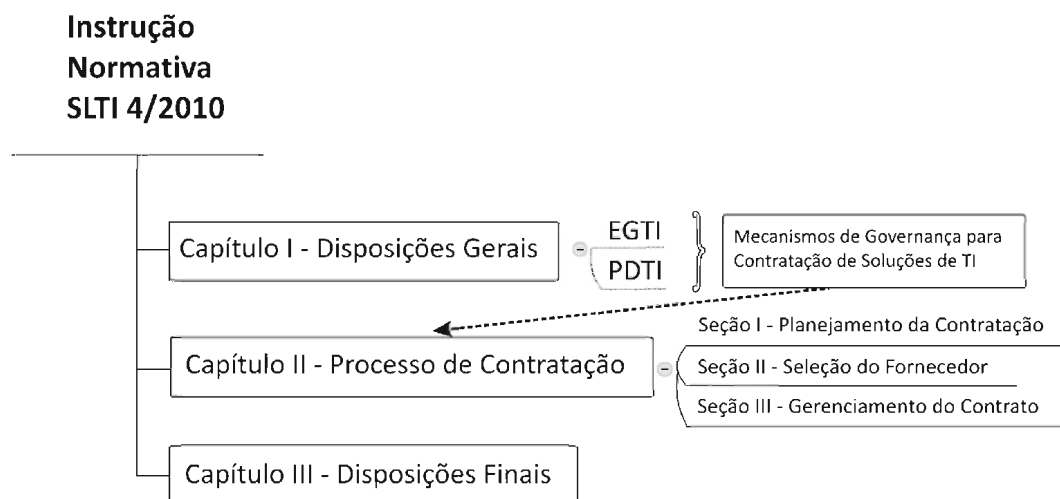 Instrução
Normativa
SLTI 4/2010
Capítulo I - Disposições Gerais
EGTI
PDTI
Mecanismos de Governança para
Contratação de Soluções de TI
Capítulo II - Processo de Contratação
Seção I - Planejamento da Contratação
Seção II - Seleção do Fornecedor
Seção III - Gerenciamento do Contrato
Capítulo III - Disposições Finais